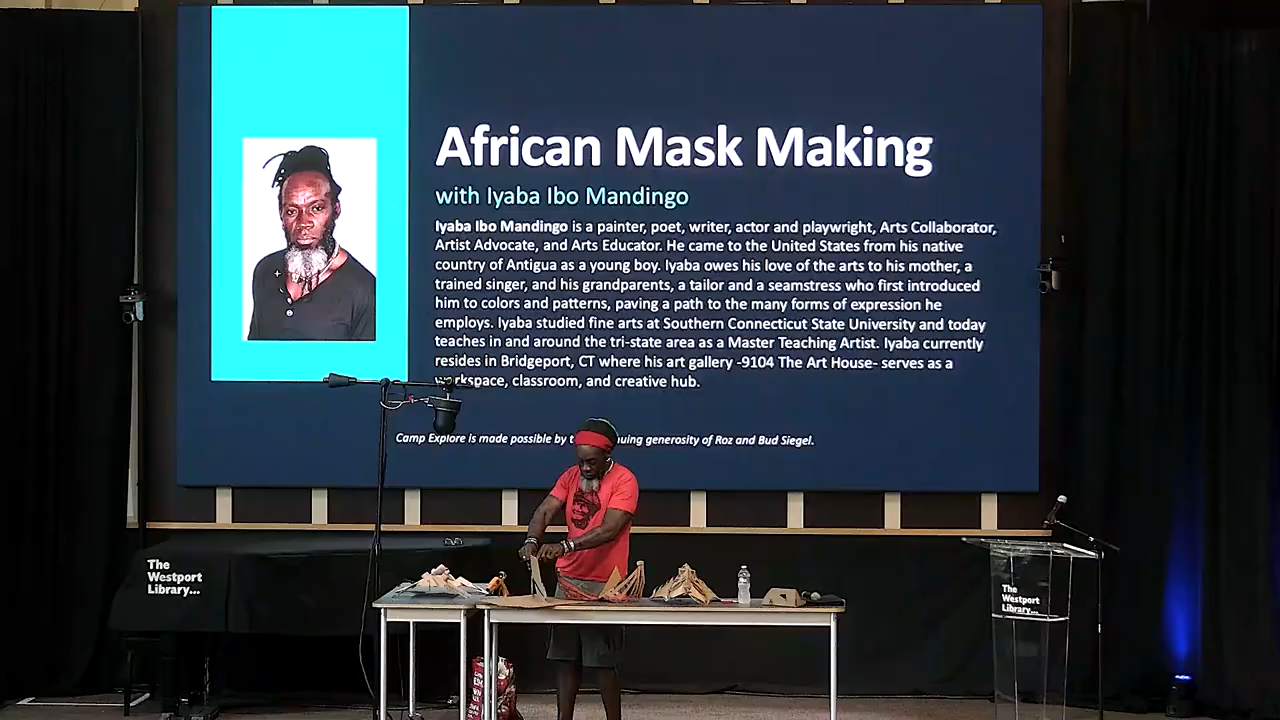 African Mask Making
with Iyaba Ibo Mandingo
Iyaba Ibo Mandingo is a painter, poet, writer, actor and playwright, Arts Collaborator,
Artist Advocate, and Arts Educator. He came to the United States from his native
country of Antigua as a young boy. Iyaba owes his love of the arts to his mother, a
trained singer, and his grandparents, a tailor and a seamstress who first introduced
him to colors and patterns, paving a path to the many forms of expression he
employs. Iyaba studied fine arts at Southern Connecticut State University and today
teaches in and around the tri-state area as a Master Teaching Artist. Iyaba currently
resides in Bridgeport, CT where his art gallery -9104 The Art House- serves as a
workspace, classroom, and creative hub.
Camp Explore is made possible by generosity of Roz and Bud Siegel.
The
Westport
Library...
The
Westport
Library...